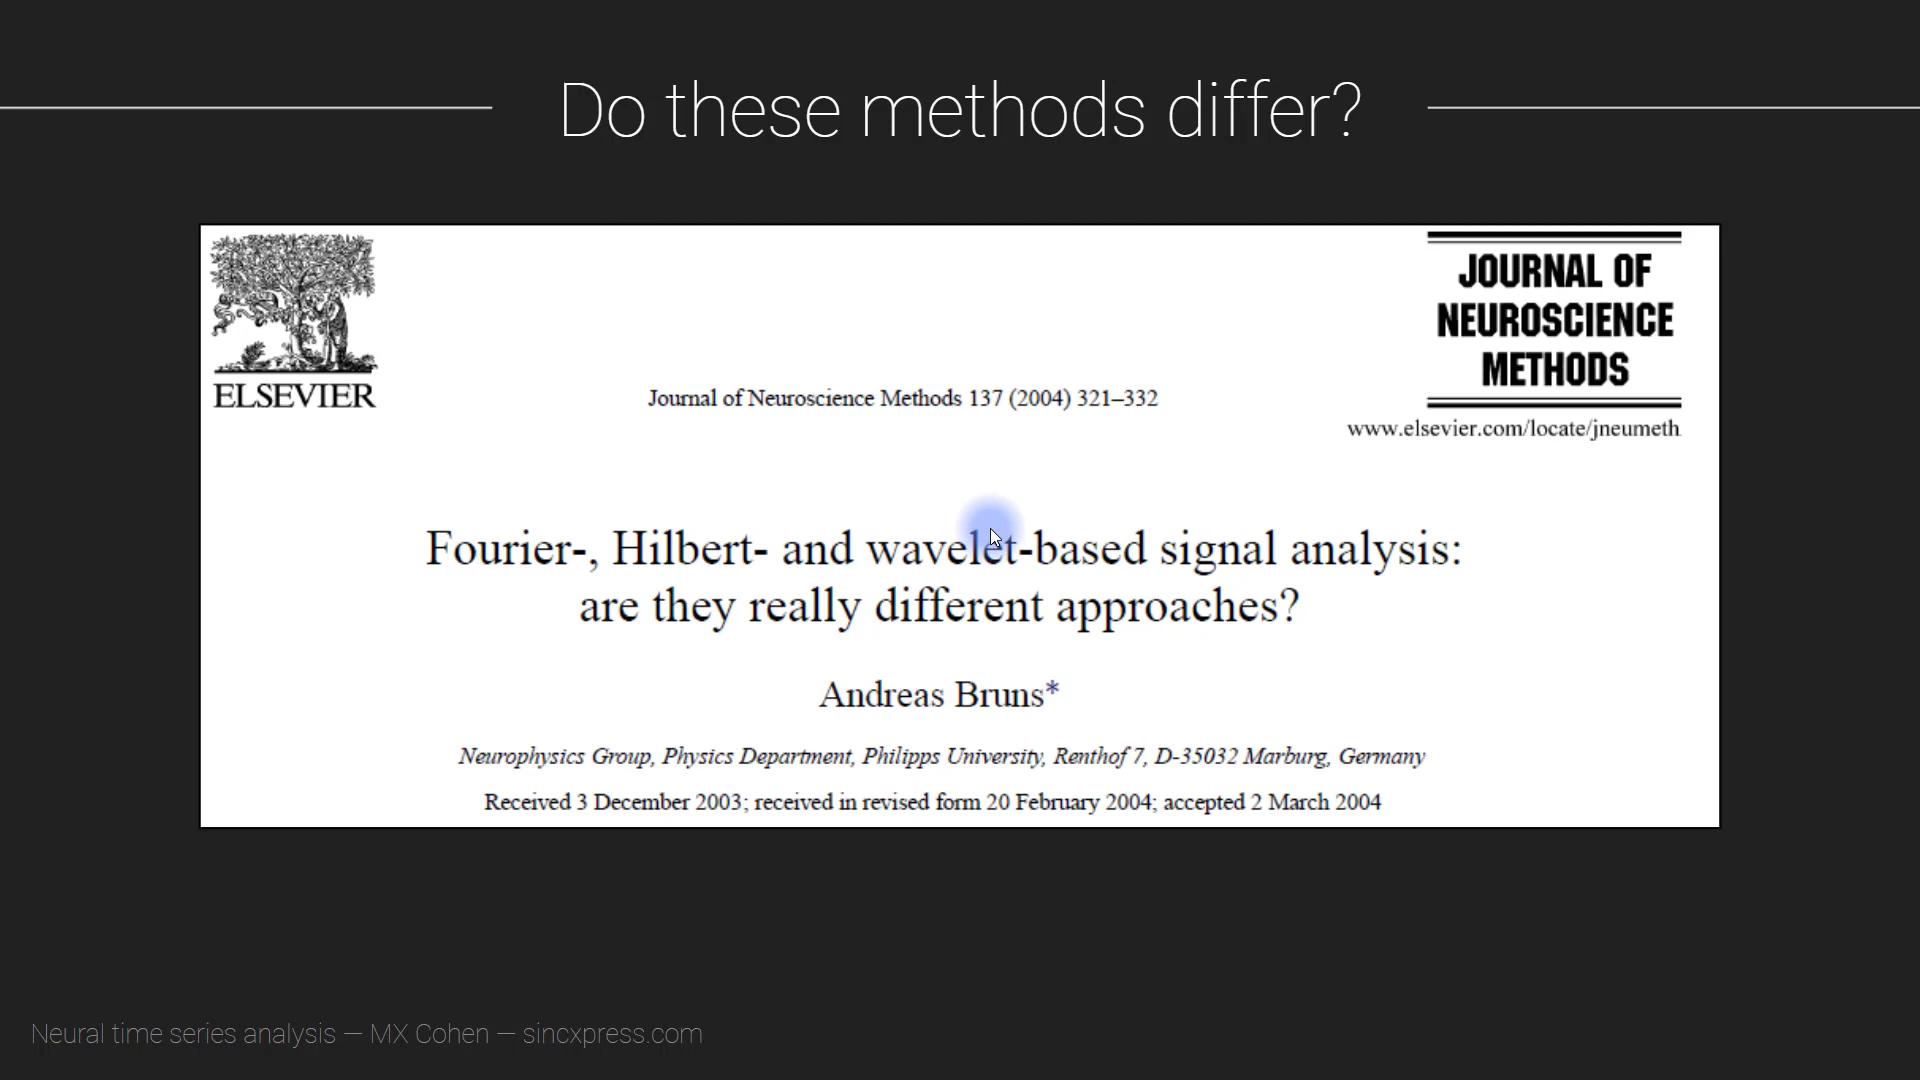 Do these methods differ?
ELSEVIER
JOURNAL OF
NEUROSCIENCE
METHODS
Journal of Neuroscience Methods 137 (2004) 321–332
www.elsevier.com/locate/jneumeth
Fourier-, Hilbert- and wavelet-based signal analysis:
are they really different approaches?
Andreas Bruns*
Neurophysics Group, Physics Department, Philipps University, Renthof 7, D-35032 Marburg, Germany
Received 3 December 2003; received in revised form 20 February 2004; accepted 2 March 2004
Neural time series analysis — MX Cohen — sincxpress.com